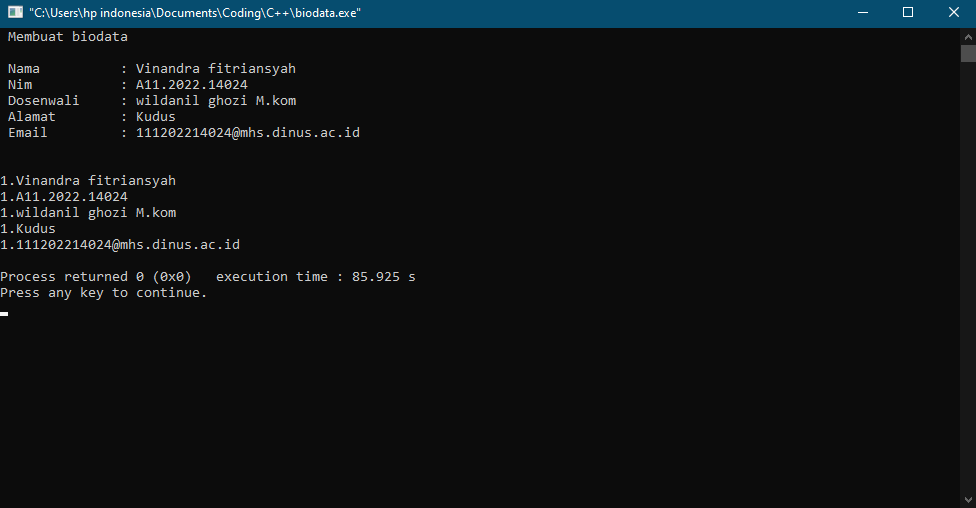 "C:\Users\hp indonesia\Documents\Coding\C++\biodata.exe"
Membuat biodata
Nama : Vinandra fitriansyah
Nim : A11.2022.14024
Dosenwali : wildanil ghozi M.kom
Alamat : Kudus
Email : 111202214024@mhs.dinus.ac.id
1.Vinandra fitriansyah
1.A11.2022.14024
1.wildanil ghozi M.kom
1.Kudus
1.111202214024@mhs.dinus.ac.id
Process returned 0 (0x0) execution time : 85.925 s
Press any key to continue.